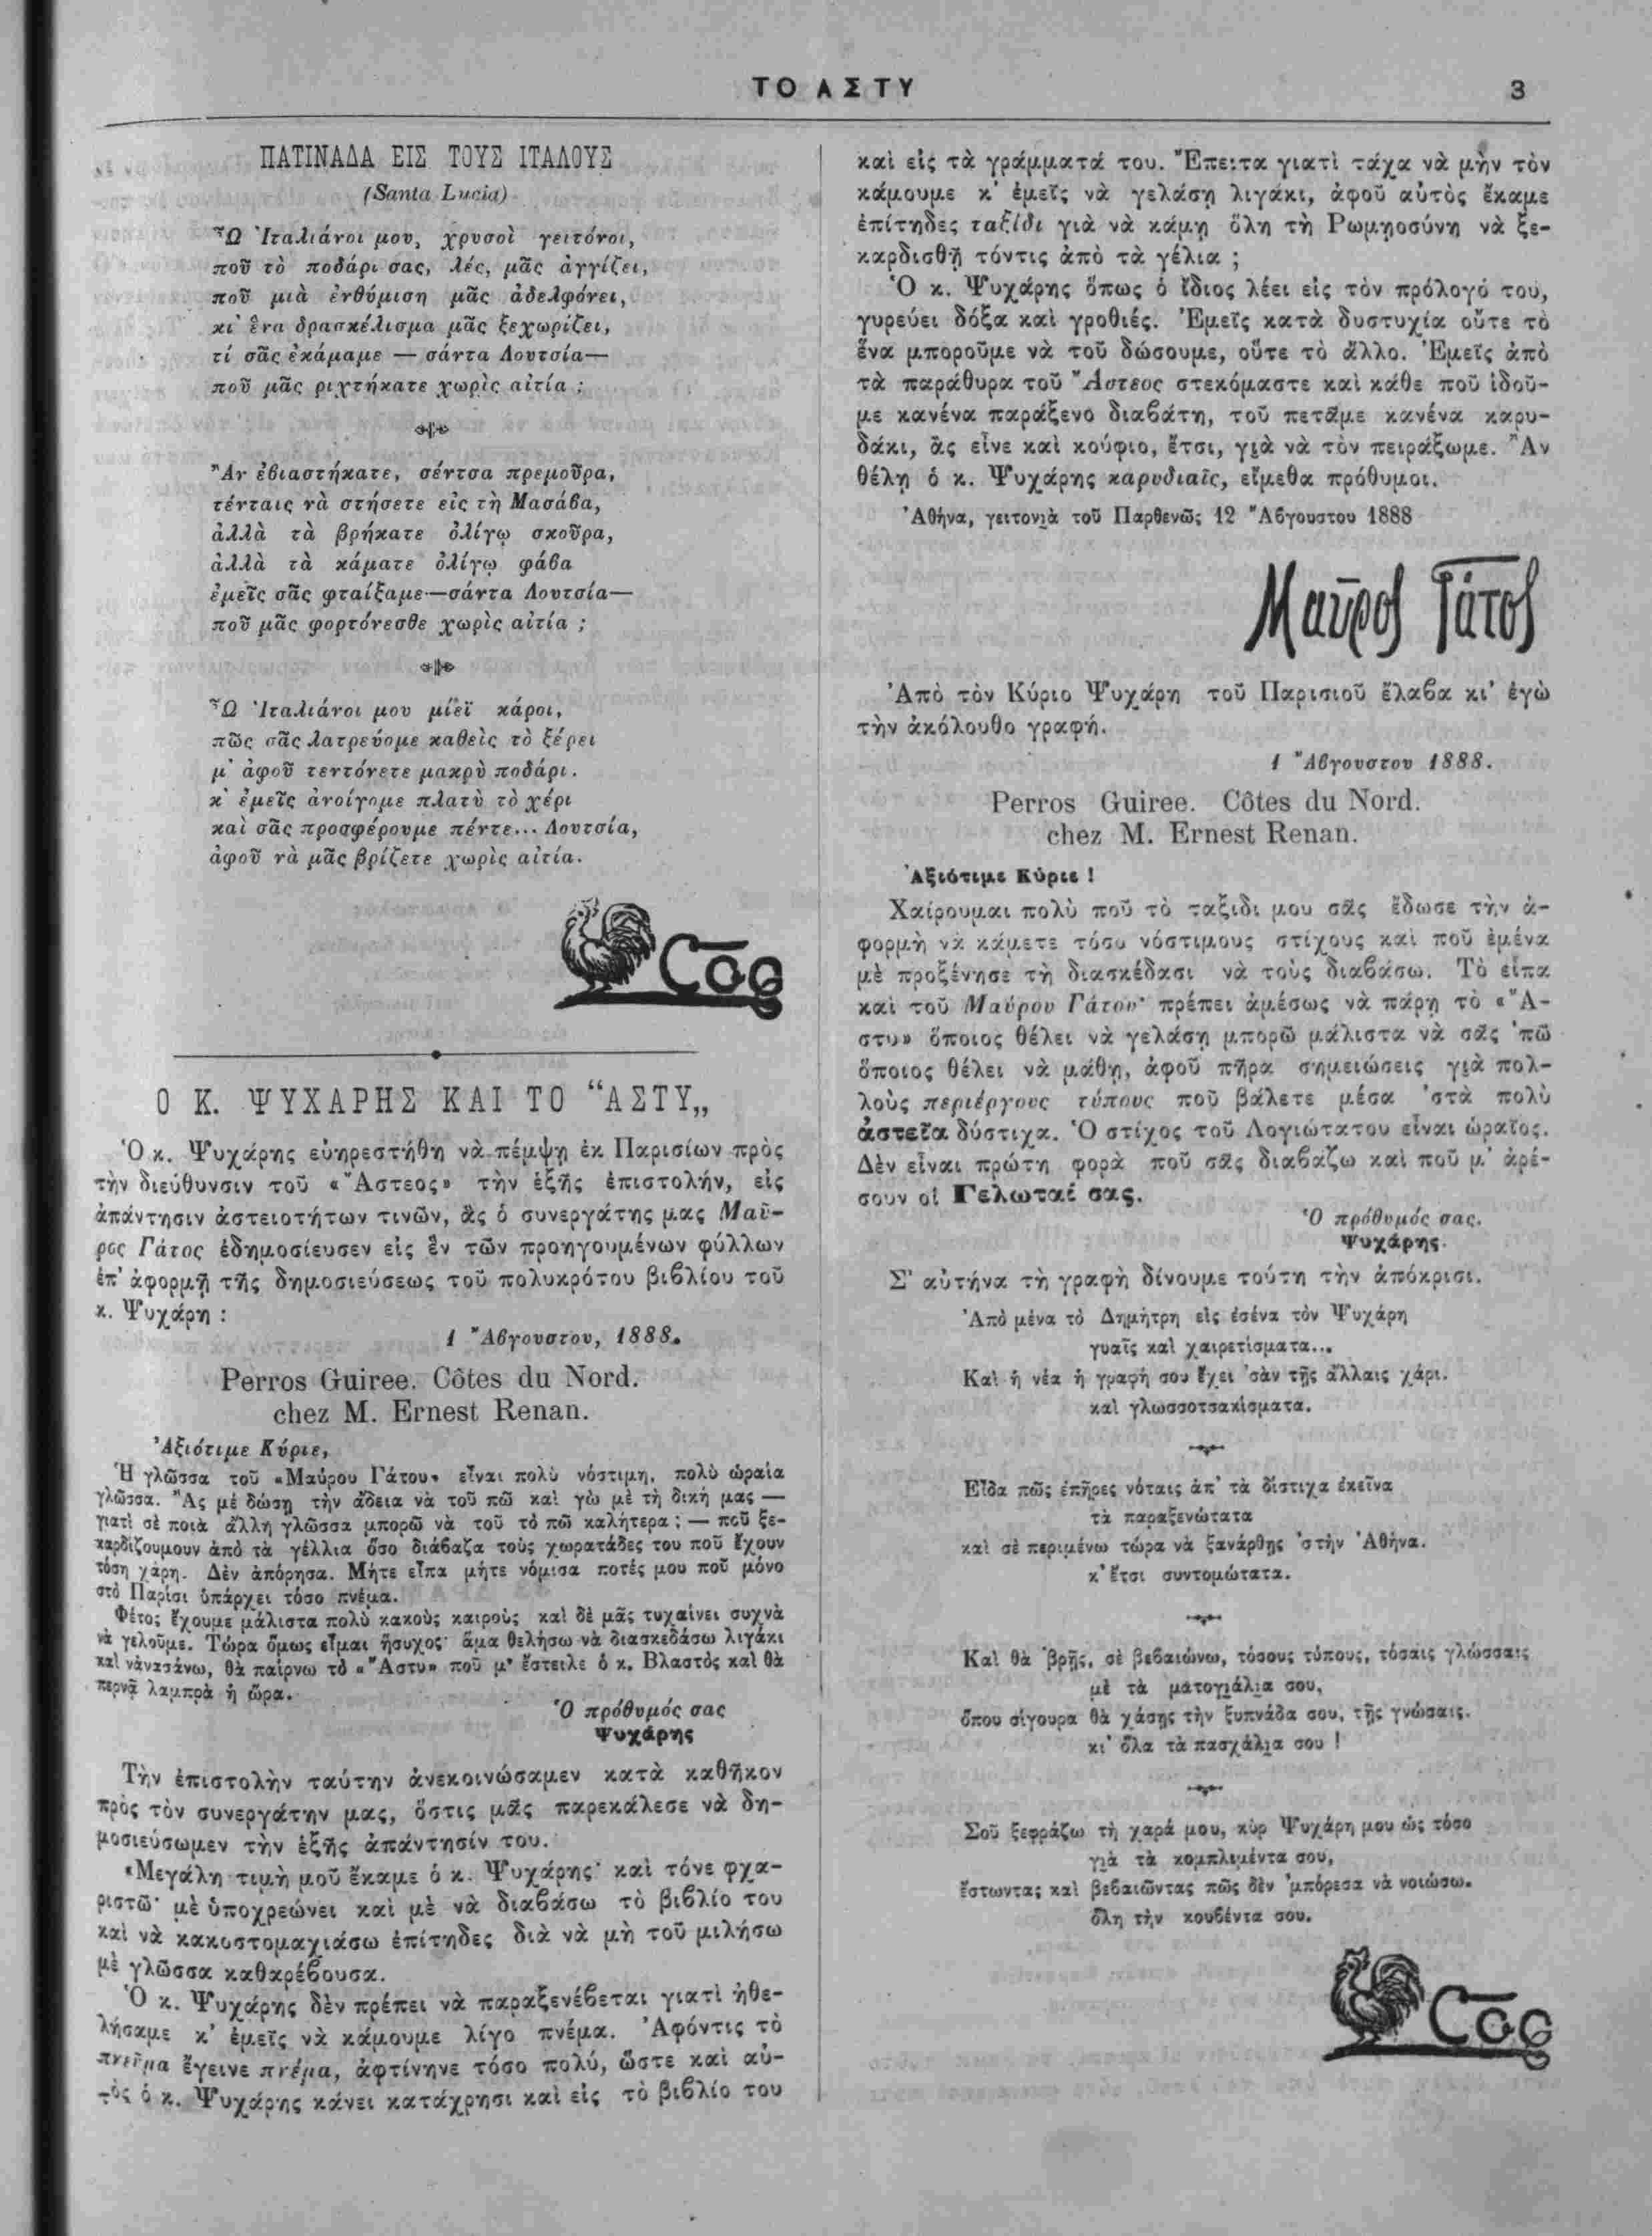 ΤΟ ΑΣΤΥ
3
ΠΑΤΙΝΑΔΑ ΕΙΣ ΤΟΥΣ ΙΤΑΛΟΥΣ
(Santa Lucia)
Ὦ Ἰταλιάνοι μου, χρυσοὶ γειτόνοι,
ποῦ τὸ ποδάρι σας, λές, μᾶς ἀγγίζει,
ποῦ μιὰ ἐνθύμιση μᾶς ἀδελφόνει,
κι' ἕνα δρασκέλισμα μᾶς ξεχωρίζει,
τί σᾶς ἐκάμαμε — σάντα Λουτσία—
ποῦ μᾶς ριχτήκατε χωρὶς αἰτία ;
Ἂν ἐβιαστήκατε, σέντσα πρεμοῦρα,
τένταις νὰ στήσετε εἰς τὴ Μασάβα,
ἀλλὰ τὰ βρήκατε ὀλίγῳ σκοῦρα,
ἀλλὰ τὰ κάματε ὀλίγῳ φάβα
ἐμεῖς σᾶς φταίξαμε—σάντα Λουτσία—
ποῦ μᾶς φορτόνεσθε χωρὶς αἰτία ;
Ὦ Ἰταλιάνοι μου μίεϊ κάροι,
πῶς σᾶς λατρεύομε καθεὶς τὸ ξέρει
μ' ἀφοῦ τεντόνετε μακρὺ ποδάρι.
κ' ἐμεῖς ἀνοίγομε πλατὺ τὸ χέρι
καὶ σᾶς προσφέρουμε πέντε... Λουτσία,
ἀφοῦ νὰ μᾶς βρίζετε χωρὶς αἰτία.
Coq
Ο Κ. ΨΥΧΑΡΗΣ ΚΑΙ ΤΟ “ΑΣΤΥ„
Ὁ κ. Ψυχάρης εὐηρεστήθη νὰ πέμψῃ ἐκ Παρισίων πρὸς
τὴν διεύθυνσιν τοῦ «Ἄστεος» τὴν ἑξῆς ἐπιστολήν, εἰς
ἀπάντησιν ἀστειοτήτων τινῶν, ἃς ὁ συνεργάτης μας Μαῦ-
ρος Γάτος ἐδημοσίευσεν εἰς ἓν τῶν προηγουμένων φύλλων
ἐπ' ἀφορμῇ τῆς δημοσιεύσεως τοῦ πολυκρότου βιβλίου τοῦ
κ. Ψυχάρη :
1 Ἀβγούστου, 1888.
Perros Guiree. Côtes du Nord.
chez M. Ernest Renan.
Ἀξιότιμε Κύριε,
Ἡ γλῶσσα τοῦ «Μαύρου Γάτου» εἶναι πολὺ νόστιμη, πολὺ ὡραία
γλῶσσα. Ἂς μὲ δώσῃ τὴν ἄδεια νὰ τοῦ πῶ καὶ γὼ μὲ τὴ δική μας —
γιατὶ σὲ ποιὰ ἄλλη γλῶσσα μπορῶ νὰ τοῦ τὸ πῶ καλήτερα ; — ποῦ ξε-
καρδίζουμουν ἀπὸ τὰ γέλλια ὅσο διάβαζα τοὺς χωρατάδες του ποῦ ἔχουν
τόση χάρη. Δὲν ἀπόρησα. Μήτε εἶπα μήτε νόμισα ποτές μου ποῦ μόνο
στὸ Παρίσι ὑπάρχει τόσο πνέμα.
Φέτος ἔχουμε μάλιστα πολὺ κακοὺς καιροὺς καὶ δὲ μᾶς τυχαίνει συχνὰ
νὰ γελοῦμε. Τώρα ὅμως εἶμαι ἥσυχος· ἅμα θελήσω νὰ διασκεδάσω λιγάκι
καὶ νἀνασάνω, θὰ παίρνω τὸ «Ἄστυ» ποῦ μ' ἔστειλε ὁ κ. Βλαστὸς καὶ θὰ
περνᾷ λαμπρὰ ἡ ὥρα.
Ὁ πρόθυμός σας
Ψυχάρης
Τὴν ἐπιστολὴν ταύτην ἀνεκοινώσαμεν κατὰ καθῆκον
πρὸς τὸν συνεργάτην μας, ὅστις μᾶς παρεκάλεσε νὰ δη-
μοσιεύσωμεν τὴν ἑξῆς ἀπάντησίν του.
«Μεγάλη τιμὴ μοῦ ἔκαμε ὁ κ. Ψυχάρης· καὶ τόνε φχα-
ριστῶ· μὲ ὑποχρεώνει καὶ μὲ νὰ διαβάσω τὸ βιβλίο του
καὶ νὰ κακοστομαχιάσω ἐπίτηδες διὰ νὰ μὴ τοῦ μιλήσω
μὲ γλῶσσα καθαρέβουσα.
Ὁ κ. Ψυχάρης δὲν πρέπει νὰ παραξενέβεται γιατὶ ἠθε-
λήσαμε κ' ἐμεῖς νὰ κάμουμε λίγο πνέμα. Ἀφόντις τὸ
πνεῦμα ἔγεινε πνέμα, ἀφτίνηνε τόσο πολύ, ὥστε καὶ αὐ-
τὸς ὁ κ. Ψυχάρης κάνει κατάχρησι καὶ εἰς τὸ βιβλίο του
καὶ εἰς τὰ γράμματά του. Ἔπειτα γιατὶ τάχα νὰ μὴν τὸν
κάμουμε κ' ἐμεῖς νὰ γελάσῃ λιγάκι, ἀφοῦ αὐτὸς ἔκαμε
ἐπίτηδες ταξίδι γιὰ νὰ κάμῃ ὅλη τὴ Ρωμῃοσύνη νὰ ξε-
καρδισθῇ τόντις ἀπὸ τὰ γέλια ;
Ὁ κ. Ψυχάρης ὅπως ὁ ἴδιος λέει εἰς τὸν πρόλογό του,
γυρεύει δόξα καὶ γροθιές. Ἐμεῖς κατὰ δυστυχία οὔτε τὸ
ἕνα μποροῦμε νὰ τοῦ δώσουμε, οὔτε τὸ ἄλλο. Ἐμεῖς ἀπὸ
τὰ παράθυρα τοῦ Ἄστεος στεκόμαστε καὶ κάθε ποῦ ἰδοῦ-
με κανένα παράξενο διαβάτη, τοῦ πετᾶμε κανένα καρυ-
δάκι, ἂς εἶνε καὶ κούφιο, ἔτσι, γιὰ νὰ τὸν πειράξωμε. Ἂν
θέλῃ ὁ κ. Ψυχάρης καρυδιαῖς, εἴμεθα πρόθυμοι.
Ἀθήνα, γειτονιὰ τοῦ Παρθενῶς 12 Ἀβγούστου 1888
Μαῦρος Γάτος
Ἀπὸ τὸν Κύριο Ψυχάρη τοῦ Παρισιοῦ ἔλαβα κι' ἐγὼ
τὴν ἀκόλουθο γραφή.
1 Ἀβγούστου 1888.
Perros Guiree. Côtes du Nord.
chez M. Ernest Renan.
Ἀξιότιμε Κύριε !
Χαίρουμαι πολὺ ποῦ τὸ ταξίδι μου σᾶς ἔδωσε τὴν ἀ-
φορμὴ νὰ κάμετε τόσο νόστιμους στίχους καὶ ποῦ ἐμένα
μὲ προξένησε τὴ διασκέδασι νὰ τοὺς διαβάσω. Τὸ εἶπα
καὶ τοῦ Μαύρου Γάτου· πρέπει ἀμέσως νὰ πάρῃ τὸ «Ἄ-
στυ» ὅποιος θέλει νὰ γελάσῃ μπορῶ μάλιστα νὰ σᾶς 'πῶ
ὅποιος θέλει νὰ μάθῃ, ἀφοῦ πῆρα σημειώσεις γιὰ πολ-
λοὺς περιέργους τύπους ποῦ βάλετε μέσα 'στὰ πολὺ
ἀστεῖα δύστιχα. Ὁ στίχος τοῦ Λογιώτατου εἶναι ὡραῖος.
Δὲν εἶναι πρώτη φορὰ ποῦ σᾶς διαβάζω καὶ ποῦ μ' ἀρέ-
σουν οἱ Γελωταί σας.
Ὁ πρόθυμός σας.
Ψυχάρης.
Σ' αὐτήνα τὴ γραφὴ δίνουμε τούτη τὴν ἀπόκρισι.
Ἀπὸ μένα τὸ Δημήτρη εἰς ἐσένα τὸν Ψυχάρη
γυαῖς καὶ χαιρετίσματα...
Καὶ ἡ νέα ἡ γραφή σου ἔχει 'σὰν τῇς ἄλλαις χάρι.
καὶ γλωσσοτσακίσματα.
Εἶδα πῶς ἐπῆρες νόταις ἀπ' τὰ δίστιχα ἐκεῖνα
τὰ παραξενώτατα
καὶ σὲ περιμένω τώρα νὰ ξανάρθῃς 'στὴν Ἀθήνα.
κ' ἔτσι συντομώτατα.
Καὶ θὰ 'βρῇς, σὲ βεβαιώνω, τόσους τύπους, τόσαις γλώσσαις
μὲ τὰ ματογιάλια σου,
ὅπου σίγουρα θὰ χάσῃς τὴν ξυπνάδα σου, τῇς γνώσαις.
κι' ὅλα τὰ πασχάλια σου !
Σοῦ ξεφράζω τὴ χαρά μου, κὺρ Ψυχάρη μου ὡς τόσο
γιὰ τὰ κομπλιμέντα σου,
ἔστωντας καὶ βεβαιῶντας πῶς δὲν 'μπόρεσα νὰ νοιώσω.
ὅλη τὴν κουβέντα σου.
Coq